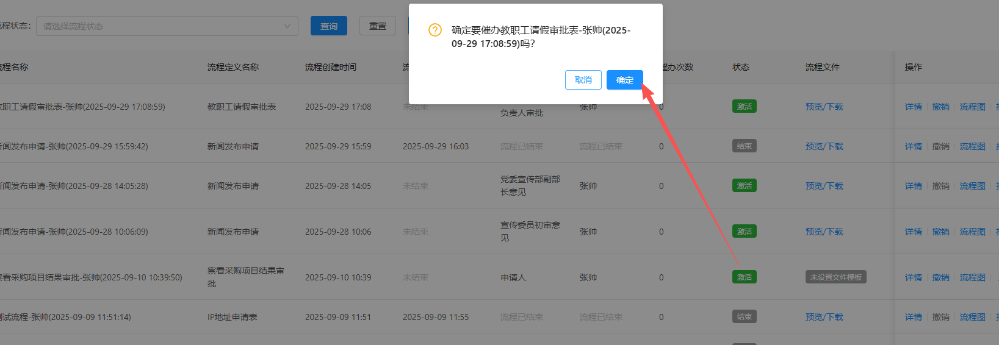 程状态:
请选择流程状态
查询
重置
确定要催办教职工请假审批表-张帅(2025-
09-29 17:08:59)吗?
取消
确定
程名称
流程定义名称
流程创建时间
办次数
状态
流程文件
操作
职工请假审批表-张帅(2025-09-29 17:08:59)
教职工请假审批表
2025-09-29 17:08
未结束
负责人审批
张帅
0
激活
预览/下载
详情 撤销 流程图
闻发布申请-张帅(2025-09-29 15:59:42)
新闻发布申请
2025-09-29 15:59
2025-09-29 16:03
流程已结束
流程已结束
0
结束
预览/下载
详情 撤销 流程图
闻发布申请-张帅(2025-09-28 14:05:28)
新闻发布申请
2025-09-28 14:05
未结束
党委宣传部副部
长意见
张帅
0
激活
预览/下载
详情 撤销 流程图
闻发布申请-张帅(2025-09-28 10:06:09)
新闻发布申请
2025-09-28 10:06
未结束
宣传委员初审意
见
张帅
0
激活
预览/下载
详情 撤销 流程图
看采购项目结果审批-张帅(2025-09-10 10:39:50)
察看采购项目结果审
批
2025-09-10 10:39
未结束
申请人
张帅
0
激活
未设置文件模板
详情 撤销 流程图
试流程-张帅(2025-09-09 11:51:14)
IP地址申请表
2025-09-09 11:51
2025-09-09 11:55
流程已结束
流程已结束
0
结束
预览/下载
详情 撤销 流程图